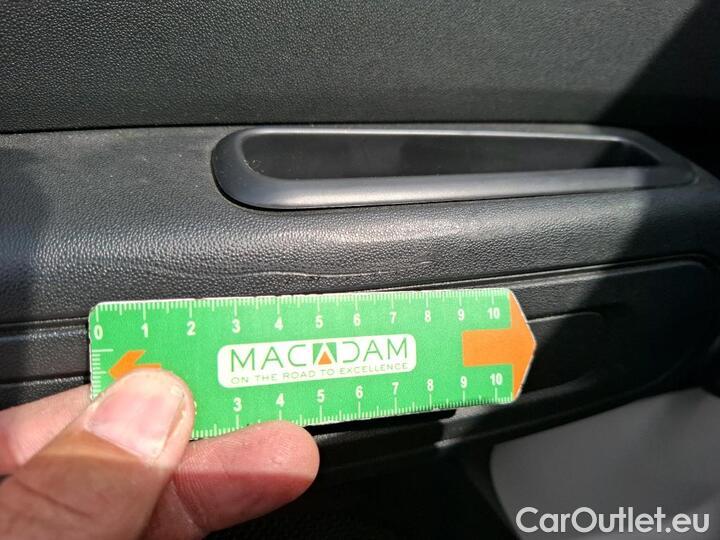 0 1 2 3 4 5 6 7 8 9 10
MACADAM
ON THE ROAD TO EXCELLENCE
3 4 5 6 7 8 9 10
CarOutlet.eu